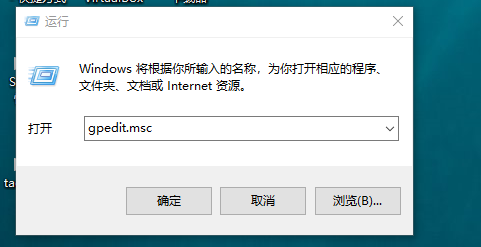 VirtualBox
运行
Windows 将根据你所输入的名称，为你打开相应的程序、
文件夹、文档或 Internet 资源。
打开
gpedit.msc
确定
取消
浏览(B)...